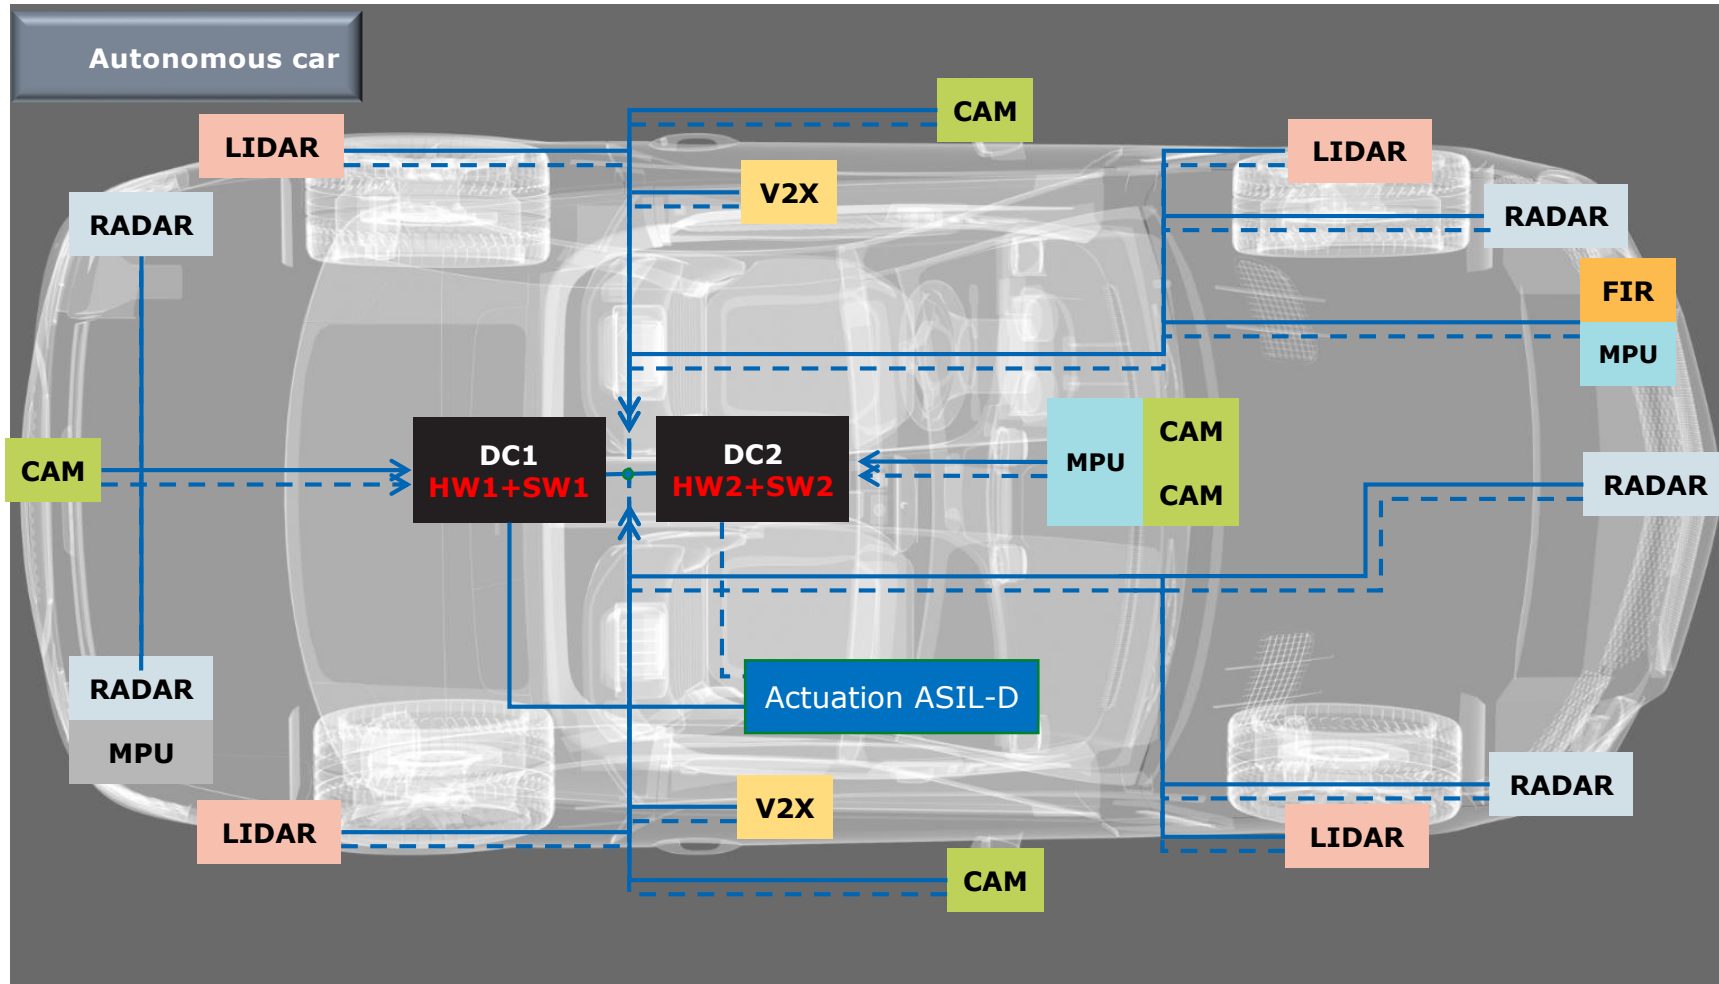 Autonomous car
CAM
LIDAR
LIDAR
V2X
RADAR
RADAR
FIR
MPU
CAM
DC1
HW1+SW1
DC2
HW2+SW2
MPU
CAM
CAM
RADAR
RADAR
MPU
Actuation ASIL-D
V2X
RADAR
LIDAR
LIDAR
CAM